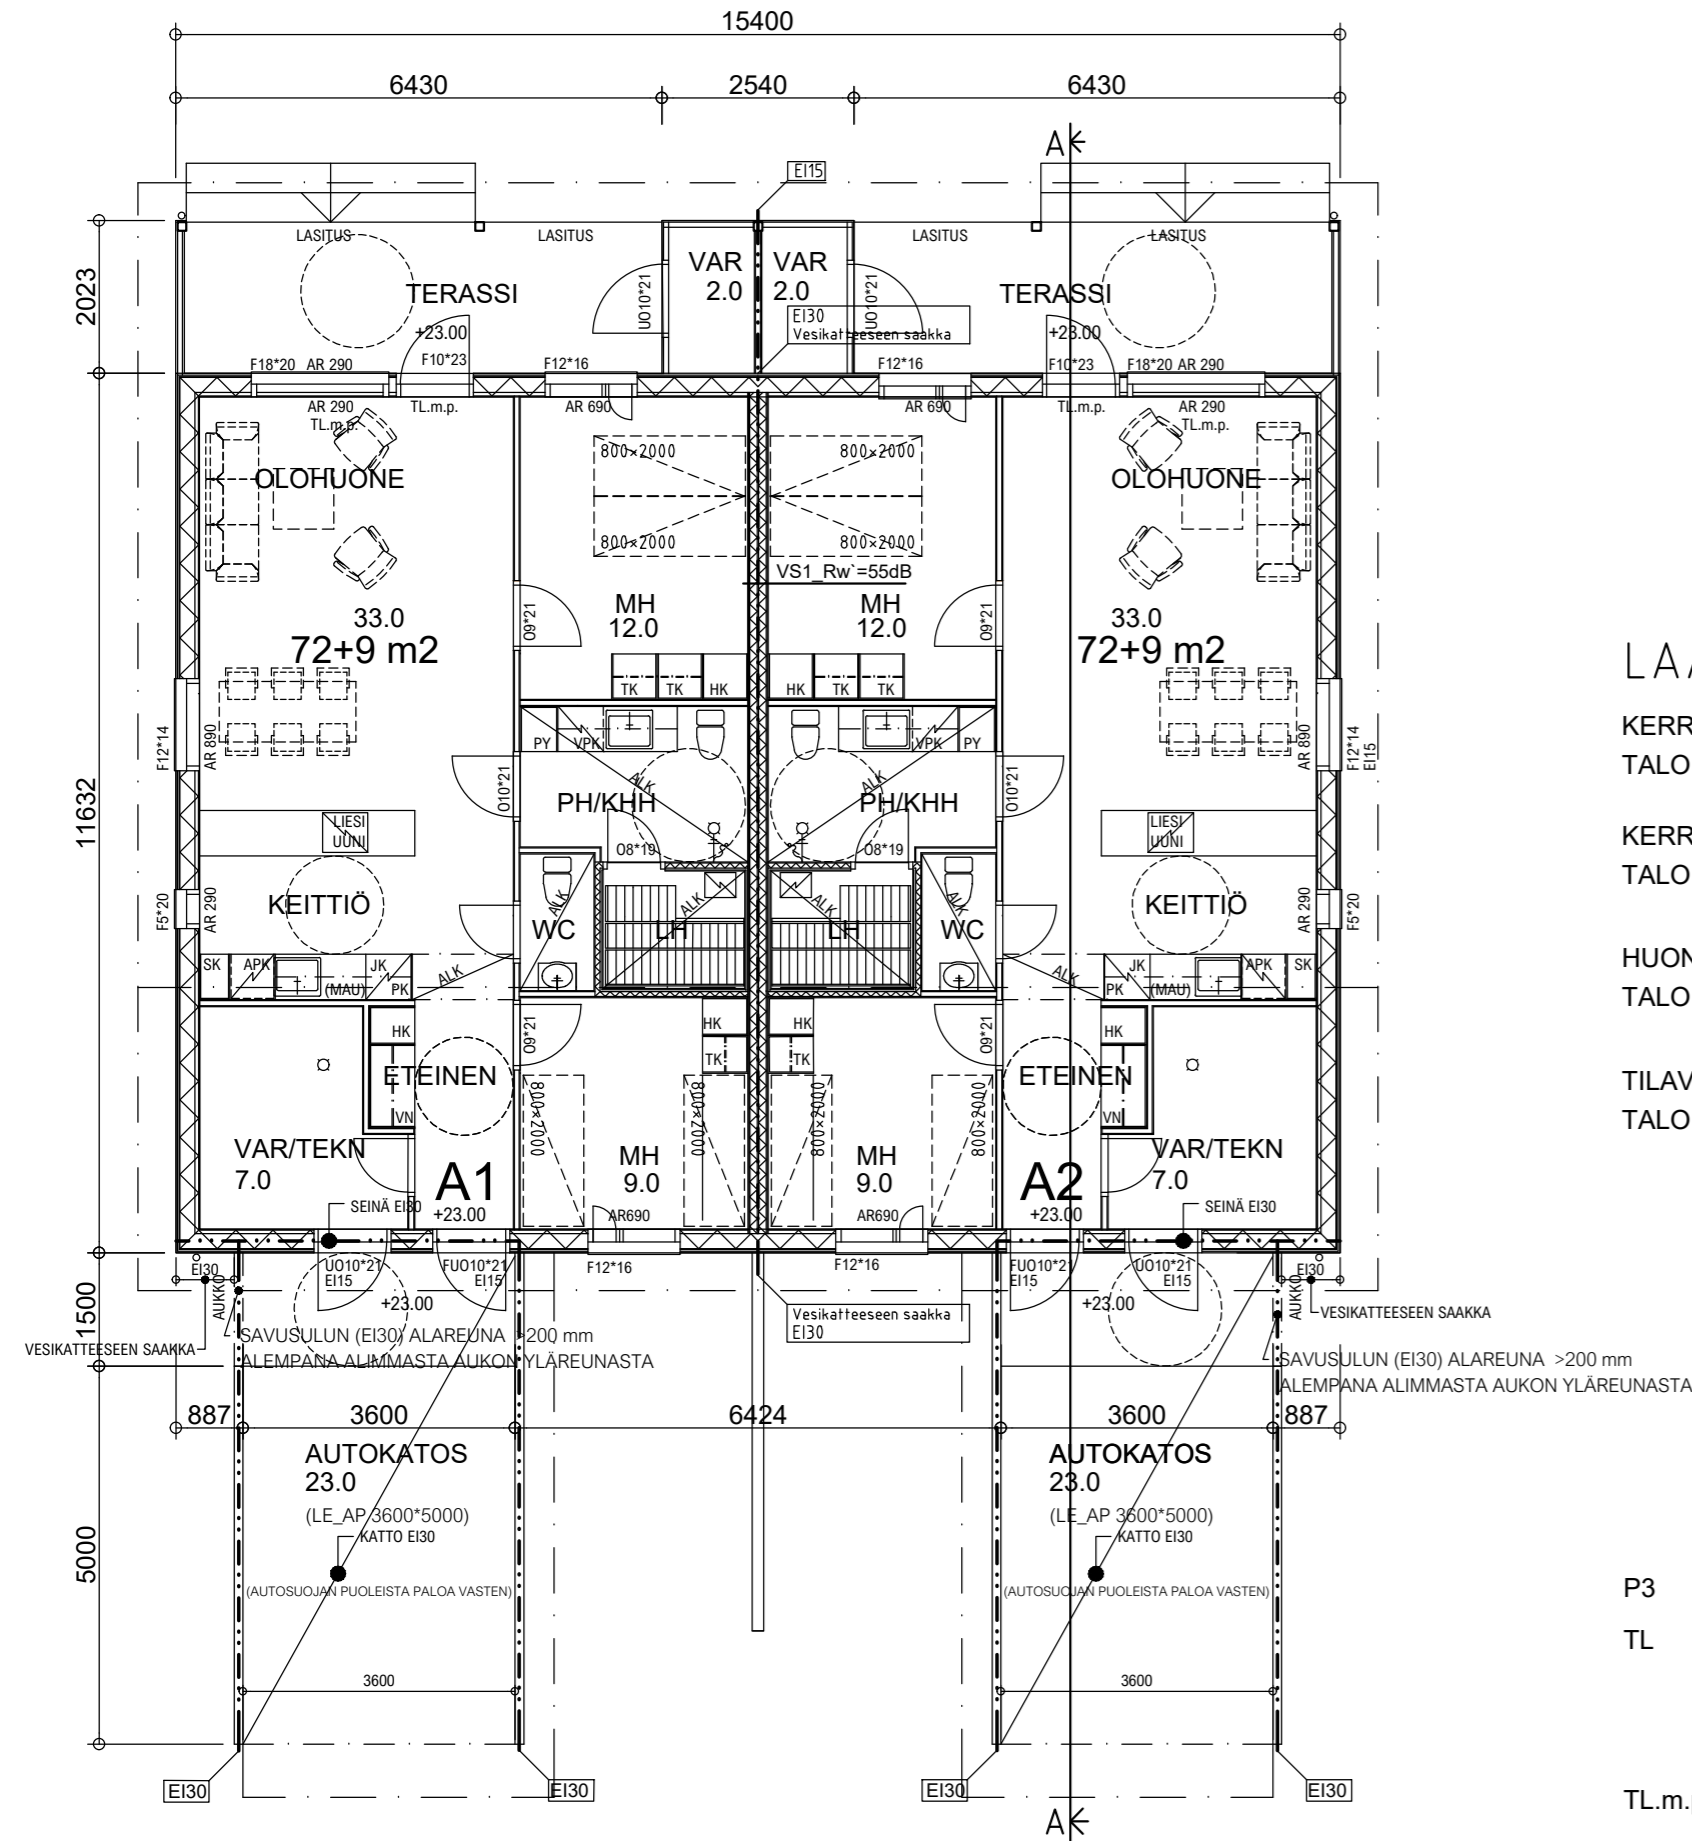 15400
6430 2540 6430
A
EI15
LASITUS LASITUS LASITUS LASITUS
VAR VAR
2.0 2.0
UO10*21 UO10*21
TERASSI TERASSI
2023
EI30
Vesikatteeseen saakka
+23.00 +23.00
F18*20 AR 290 F10*23 F12*16 F12*16 F10*23 F18*20 AR 290
AR 290 TL.m.p. AR 690 AR 690 TL.m.p. AR 290
TL.m.p. TL.m.p.
800×2000 800×2000
OLOHUONE OLOHUONE
800×2000 800×2000
VS1_Rw`=55dB
MH MH
33.0 12.0 12.0 33.0
O9*21 O9*21
72+9 m2 72+9 m2
TK TK HK HK TK TK
F12*14 AR 890 AR 890 F12*14
EI15
PY VPK VPK PY
ALK ALK
O10*21 O10*21
PH/KHH PH/KHH
11632
LIESI LIESI
UUNI UUNI
O8*19 O8*19
F5*20 AR 290 AR 290 F5*20
KEITTIÖ KEITTIÖ
ALK ALK ALK ALK
WC LH LH WC
SK APK JK ALK ALK JK APK SK
(MAU) PK PK (MAU)
HK HK HK HK
O9*21 O9*21
TK TK
ETEINEN ETEINEN
800×2000 800×2000 800×2000 800×2000
VN VN
VAR/TEKN MH MH VAR/TEKN
7.0 9.0 9.0 7.0
A1 A2
SEINÄ EI30 +23.00 AR690 AR690 +23.00 SEINÄ EI30
EI30 UO10*21 FUO10*21 F12*16 F12*16 FUO10*21 UO10*21 EI30
EI15 EI15 EI15 EI15
AUKKO AUKKO
+23.00 +23.00
Vesikatteeseen saakka
EI30
1500
VESIKATTEESEEN SAAKKA VESIKATTEESEEN SAAKKA
SAVUSULUN (EI30) ALAREUNA >200 mm
ALEMPANA ALIMMASTA AUKON YLÄREUNASTA
SAVUSULUN (EI30) ALAREUNA >200 mm
ALEMPANA ALIMMASTA AUKON YLÄREUNASTA
887 3600 6424 3600 887
AUTOKATOS AUTOKATOS
23.0 23.0
(LE_AP 3600*5000) (LE_AP 3600*5000)
KATTO EI30 KATTO EI30
5000
(AUTOSUOJAN PUOLEISTA PALOA VASTEN) (AUTOSUOJAN PUOLEISTA PALOA VASTEN)
3600 3600
EI30 EI30 EI30 EI30
A
KERR
TALO
KERR
TALO
HUON
TALO
TILAV
TALO
P3
TL
TL.m.